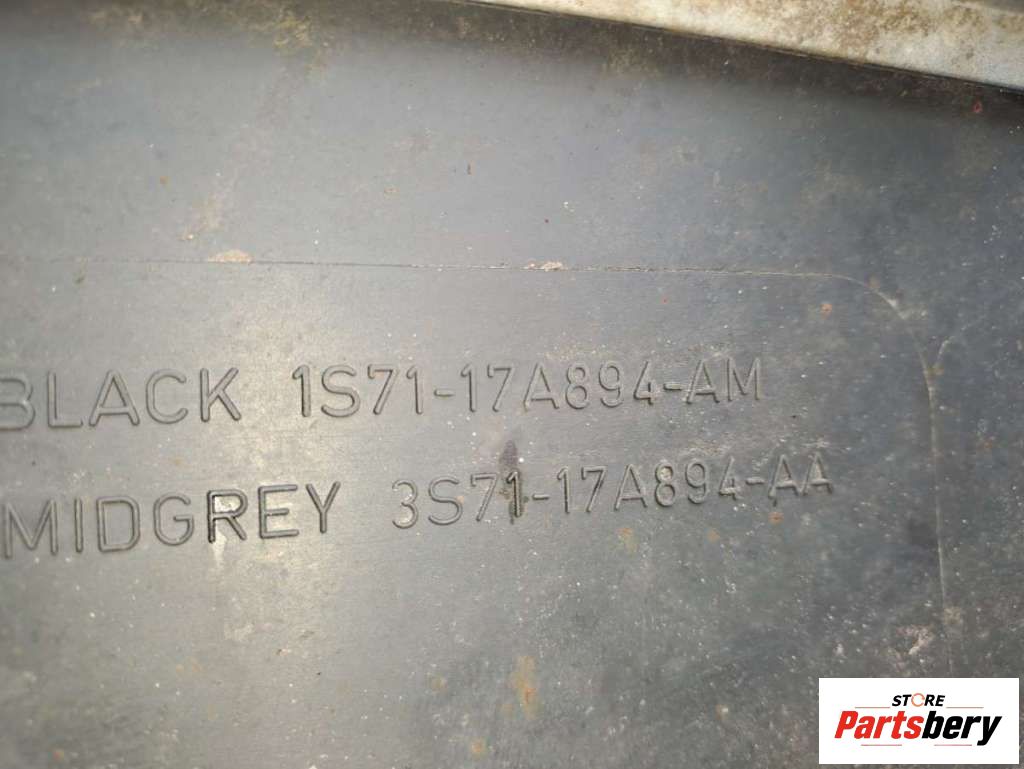 BLACK 1S71-17A894-AM
MIDGREY 3S71-17A894-AA
STORE
Partsbery